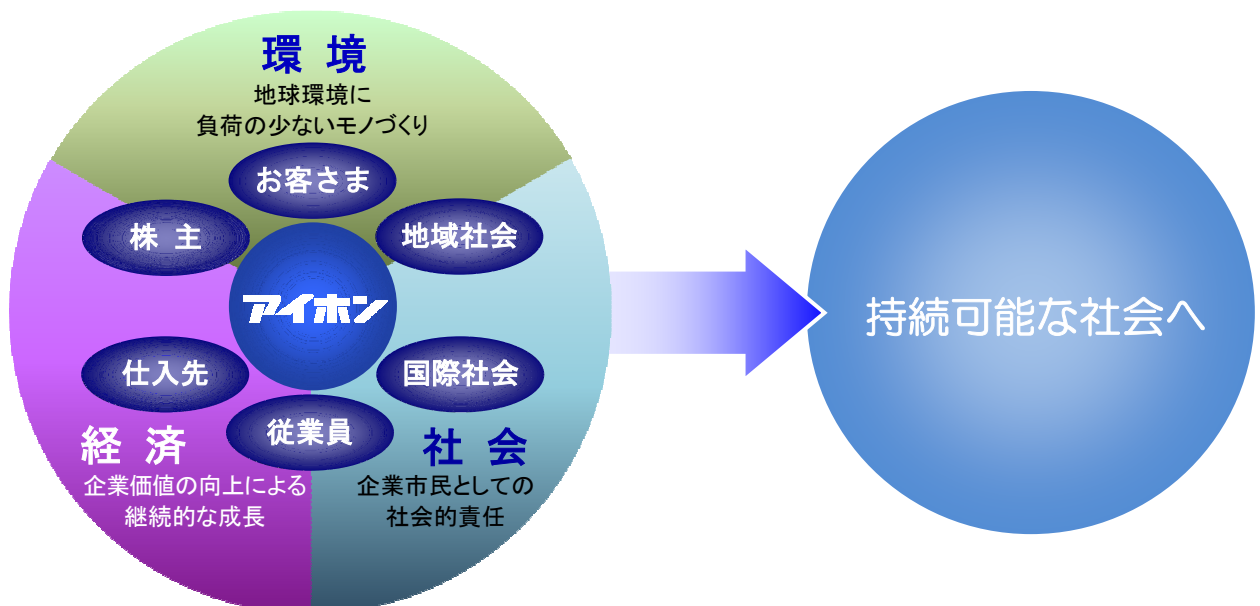 環 境
地球環境に
負荷の少ないモノづくり
お客さま
株 主
地域社会
アイホン
仕入先
国際社会
従業員
経 済
企業価値の向上による
継続的な成長
社 会
企業市民としての
社会的責任
持続可能な社会へ